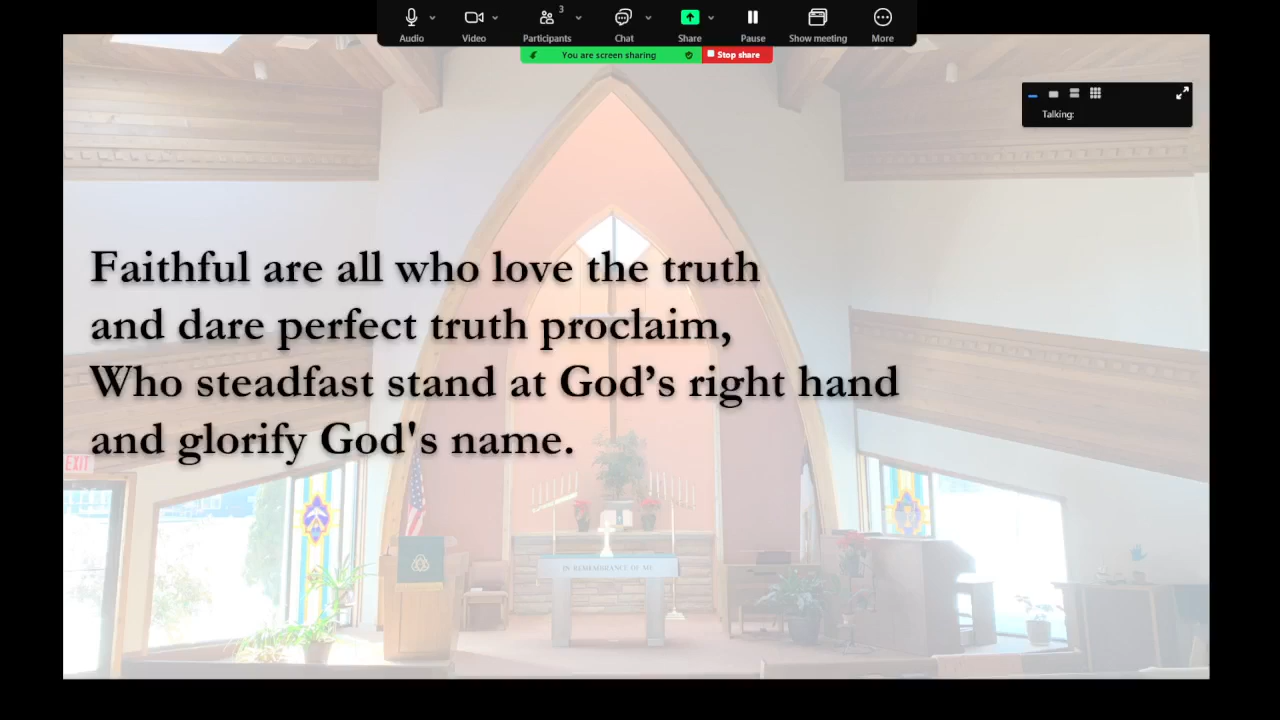 3
Audio
Video
Participants
Chat
Share
Pause
Show meeting
More
You are screen sharing
Stop share
Talking:
Faithful are all who love the truth
and dare perfect truth proclaim,
Who steadfast stand at God’s right hand
and glorify God's name.
EXIT
IN REMEMBRANCE OF ME